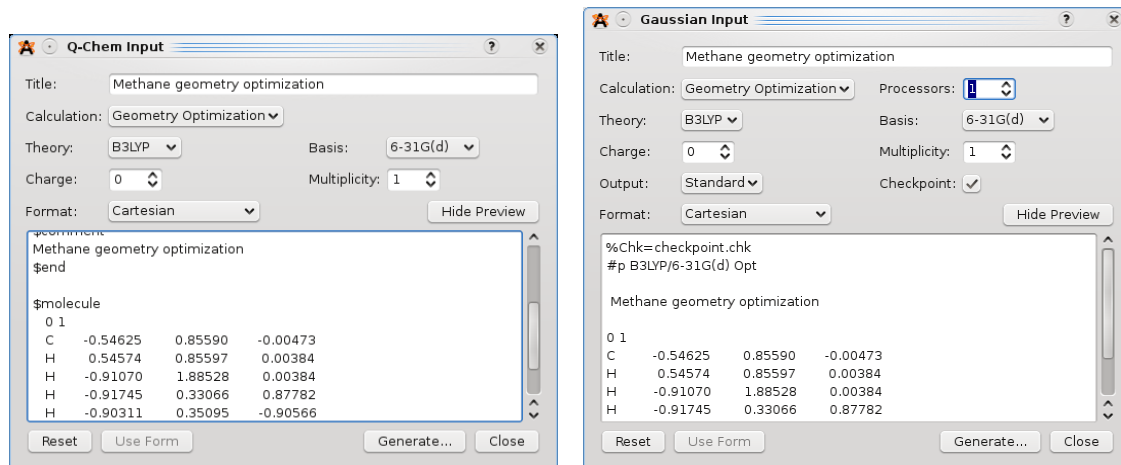 Q-Chem Input
Title: Methane geometry optimization
Calculation: Geometry Optimization
Theory: B3LYP Basis: 6-31G(d)
Charge: 0 Multiplicity: 1
Format: Cartesian Hide Preview
$comment
Methane geometry optimization
$end
$molecule
0 1
C -0.54625 0.85590 -0.00473
H 0.54574 0.85597 0.00384
H -0.91070 1.88528 0.00384
H -0.91745 0.33066 0.87782
H -0.90311 0.35095 -0.90566
Reset Use Form Generate... Close
Gaussian Input
Title: Methane geometry optimization
Calculation: Geometry Optimization Processors: 1
Theory: B3LYP Basis: 6-31G(d)
Charge: 0 Multiplicity: 1
Output: Standard Checkpoint:
Format: Cartesian Hide Preview
%Chk=checkpoint.chk
#p B3LYP/6-31G(d) Opt
Methane geometry optimization
0 1
C -0.54625 0.85590 -0.00473
H 0.54574 0.85597 0.00384
H -0.91070 1.88528 0.00384
H -0.91745 0.33066 0.87782
Reset Use Form Generate... Close